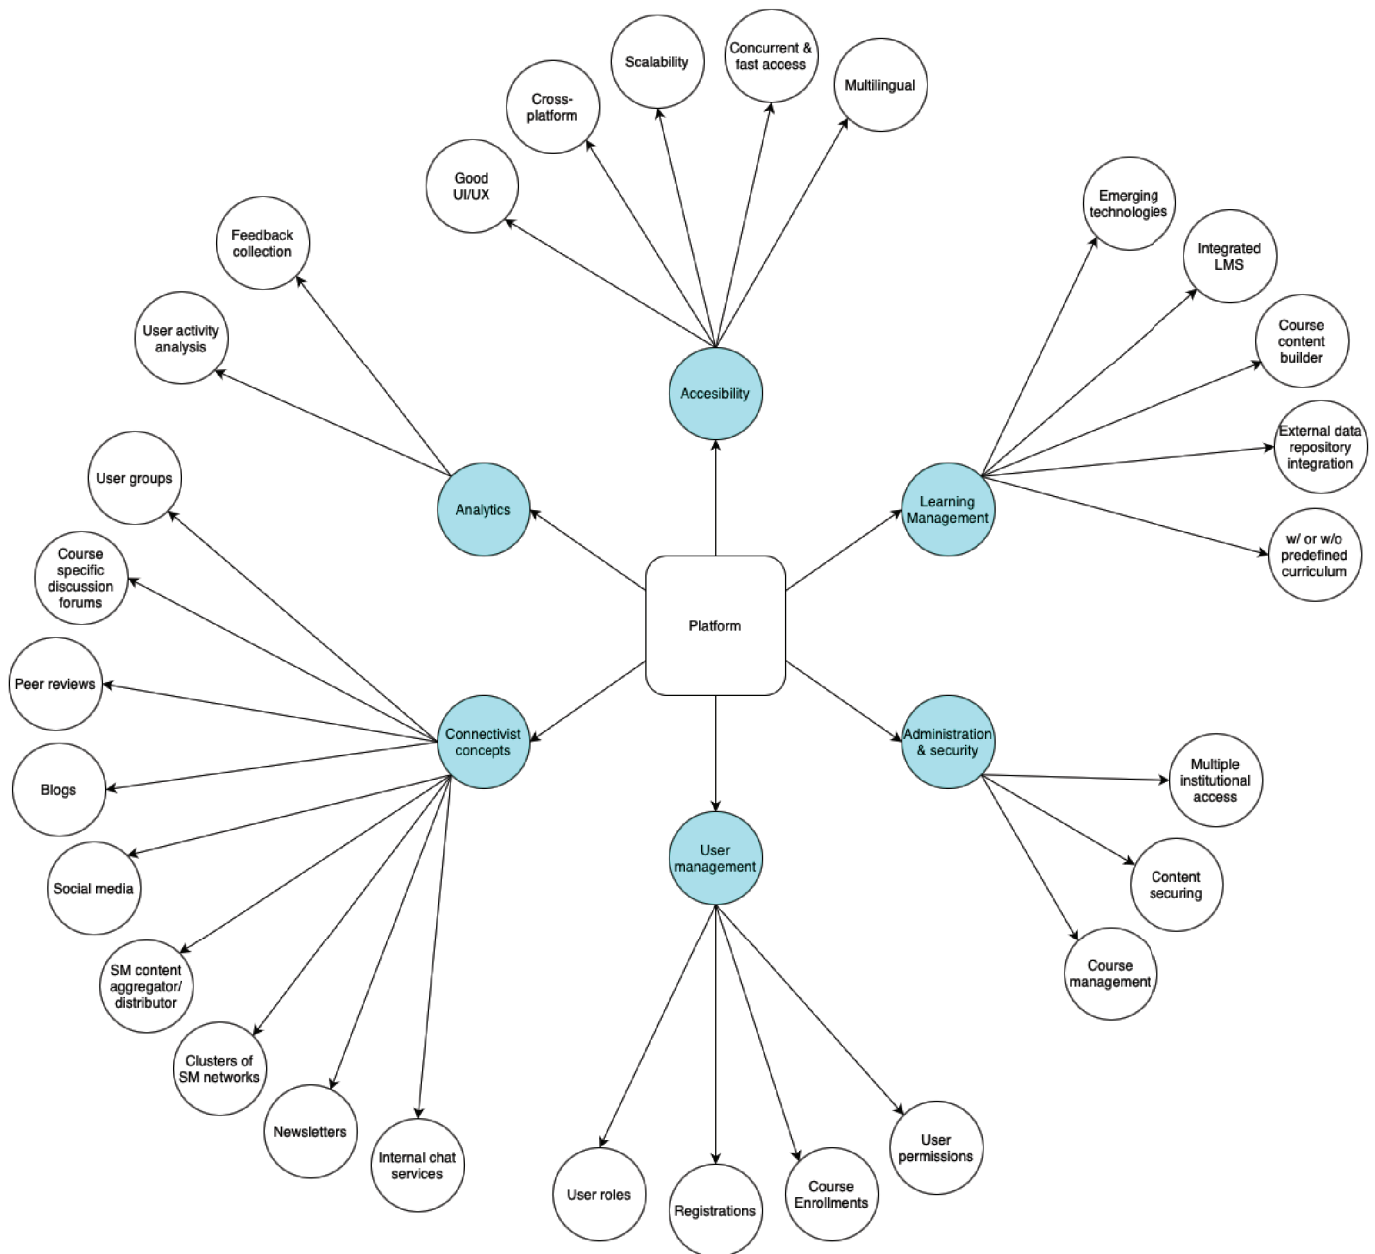 Scalability
Concurrent &
fast access
Multilingual
Cross-
platform
Good
UI/UX
Emerging
technologies
Integrated
LMS
Feedback
collection
User activity
analysis
Course
content
builder
Accesibility
External data
repository
integration
User groups
Analytics
Learning
Management
w/ or w/o
predefined
curriculum
Course
specific
discussion
forums
Platform
Peer reviews
Connectivist
concepts
Administration
& security
Blogs
Multiple
institutional
access
User
management
Social media
Content
securing
SM content
aggregator/
distributor
Course
management
Clusters of
SM networks
Newsletters
Internal chat
services
User roles
Registrations
Course
Enrollments
User
permissions